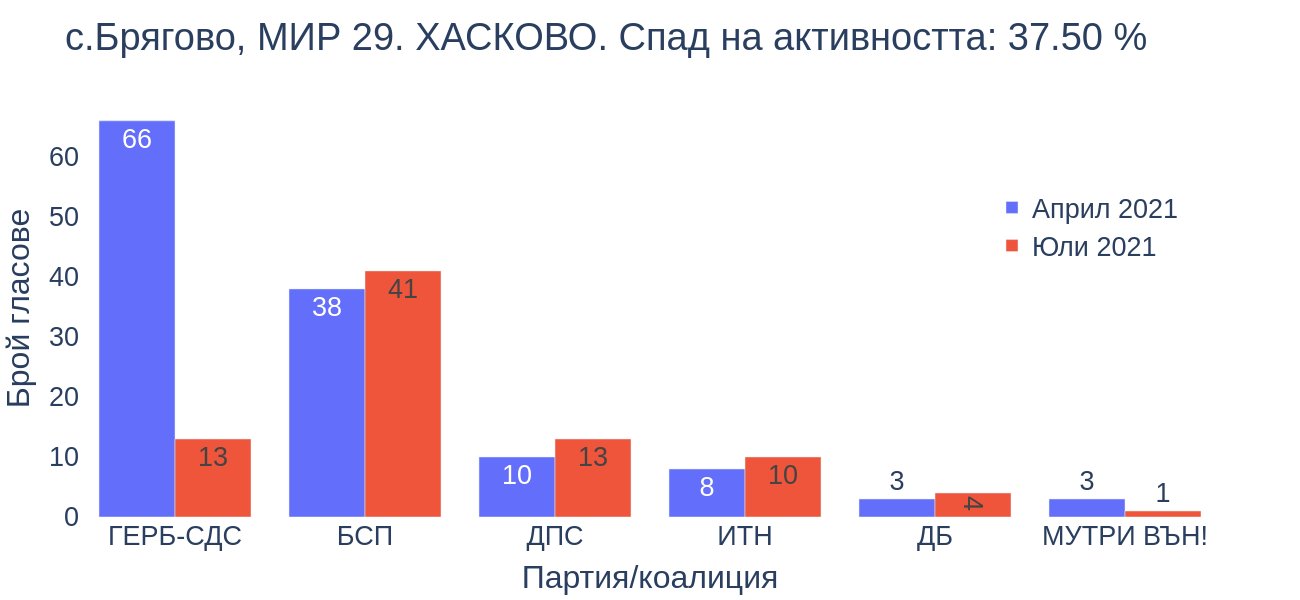 с.Брягово, МИР 29. ХАСКОВО. Спад на активността: 37.50 %
Брой гласове
60
50
40
30
20
10
0
66
13
38
41
10
13
8
10
3
4
3
1
Април 2021
Юли 2021
ГЕРБ-СДС
БСП
ДПС
ИТН
ДБ
МУТРИ ВЪН!
Партия/коалиция